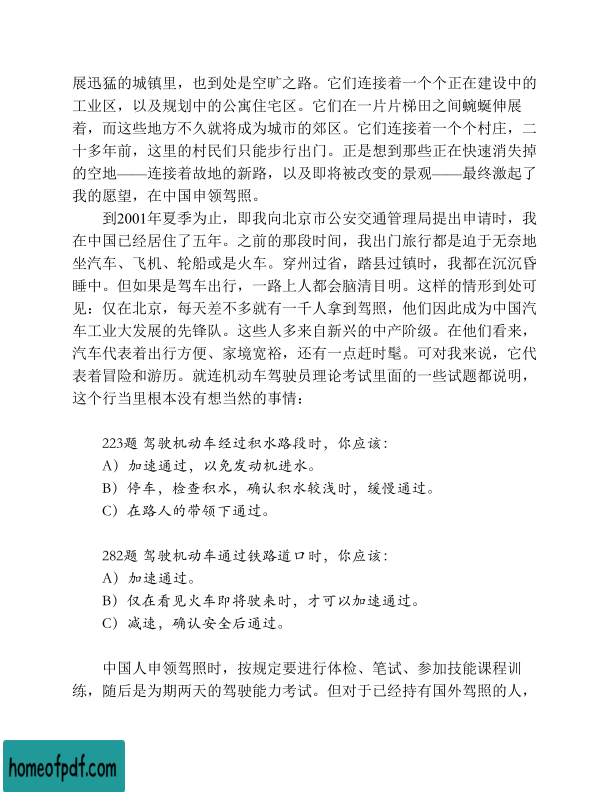 展迅猛的城镇里，也到处是空旷之路。它们连接着一个个正在建设中的
工业区，以及规划中的公寓住宅区。它们在一片片梯田之间蜿蜒伸展
着，而这些地方不久就将成为城市的郊区。它们连接着一个个村庄，二
十多年前，这里的村民们只能步行出门。正是想到那些正在快速消失掉
的空地——连接着故地的新路，以及即将被改变的景观——最终激起了
我的愿望，在中国申领驾照。
到2001年夏季为止，即我向北京市公安交通管理局提出申请时，我
在中国已经居住了五年。之前的那段时间，我出门旅行都是迫于无奈地
坐汽车、飞机、轮船或是火车。穿州过省，踏县过镇时，我都在沉沉昏
睡中。但如果是驾车出行，一路上人都会脑清目明。这样的情形到处可
见：仅在北京，每天差不多就有一千人拿到驾照，他们因此成为中国汽
车工业大发展的先锋队。这些人多来自新兴的中产阶级。在他们看来，
汽车代表着出行方便、家境宽裕，还有一点赶时髦。可对我来说，它代
表着冒险和游历。就连机动车驾驶员理论考试里面的一些试题都说明，
这个行当里根本没有想当然的事情：
223题 驾驶机动车经过积水路段时，你应该：
A）加速通过，以免发动机进水。
B）停车，检查积水，确认积水较浅时，缓慢通过。
C）在路人的带领下通过。
282题 驾驶机动车通过铁路道口时，你应该：
A）加速通过。
B）仅在看见火车即将驶来时，才可以加速通过。
C）减速，确认安全后通过。
中国人申领驾照时，按规定要进行体检、笔试、参加技能课程训
练，随后是为期两天的驾驶能力考试。但对于已经持有国外驾照的人，
homeofpdf.com